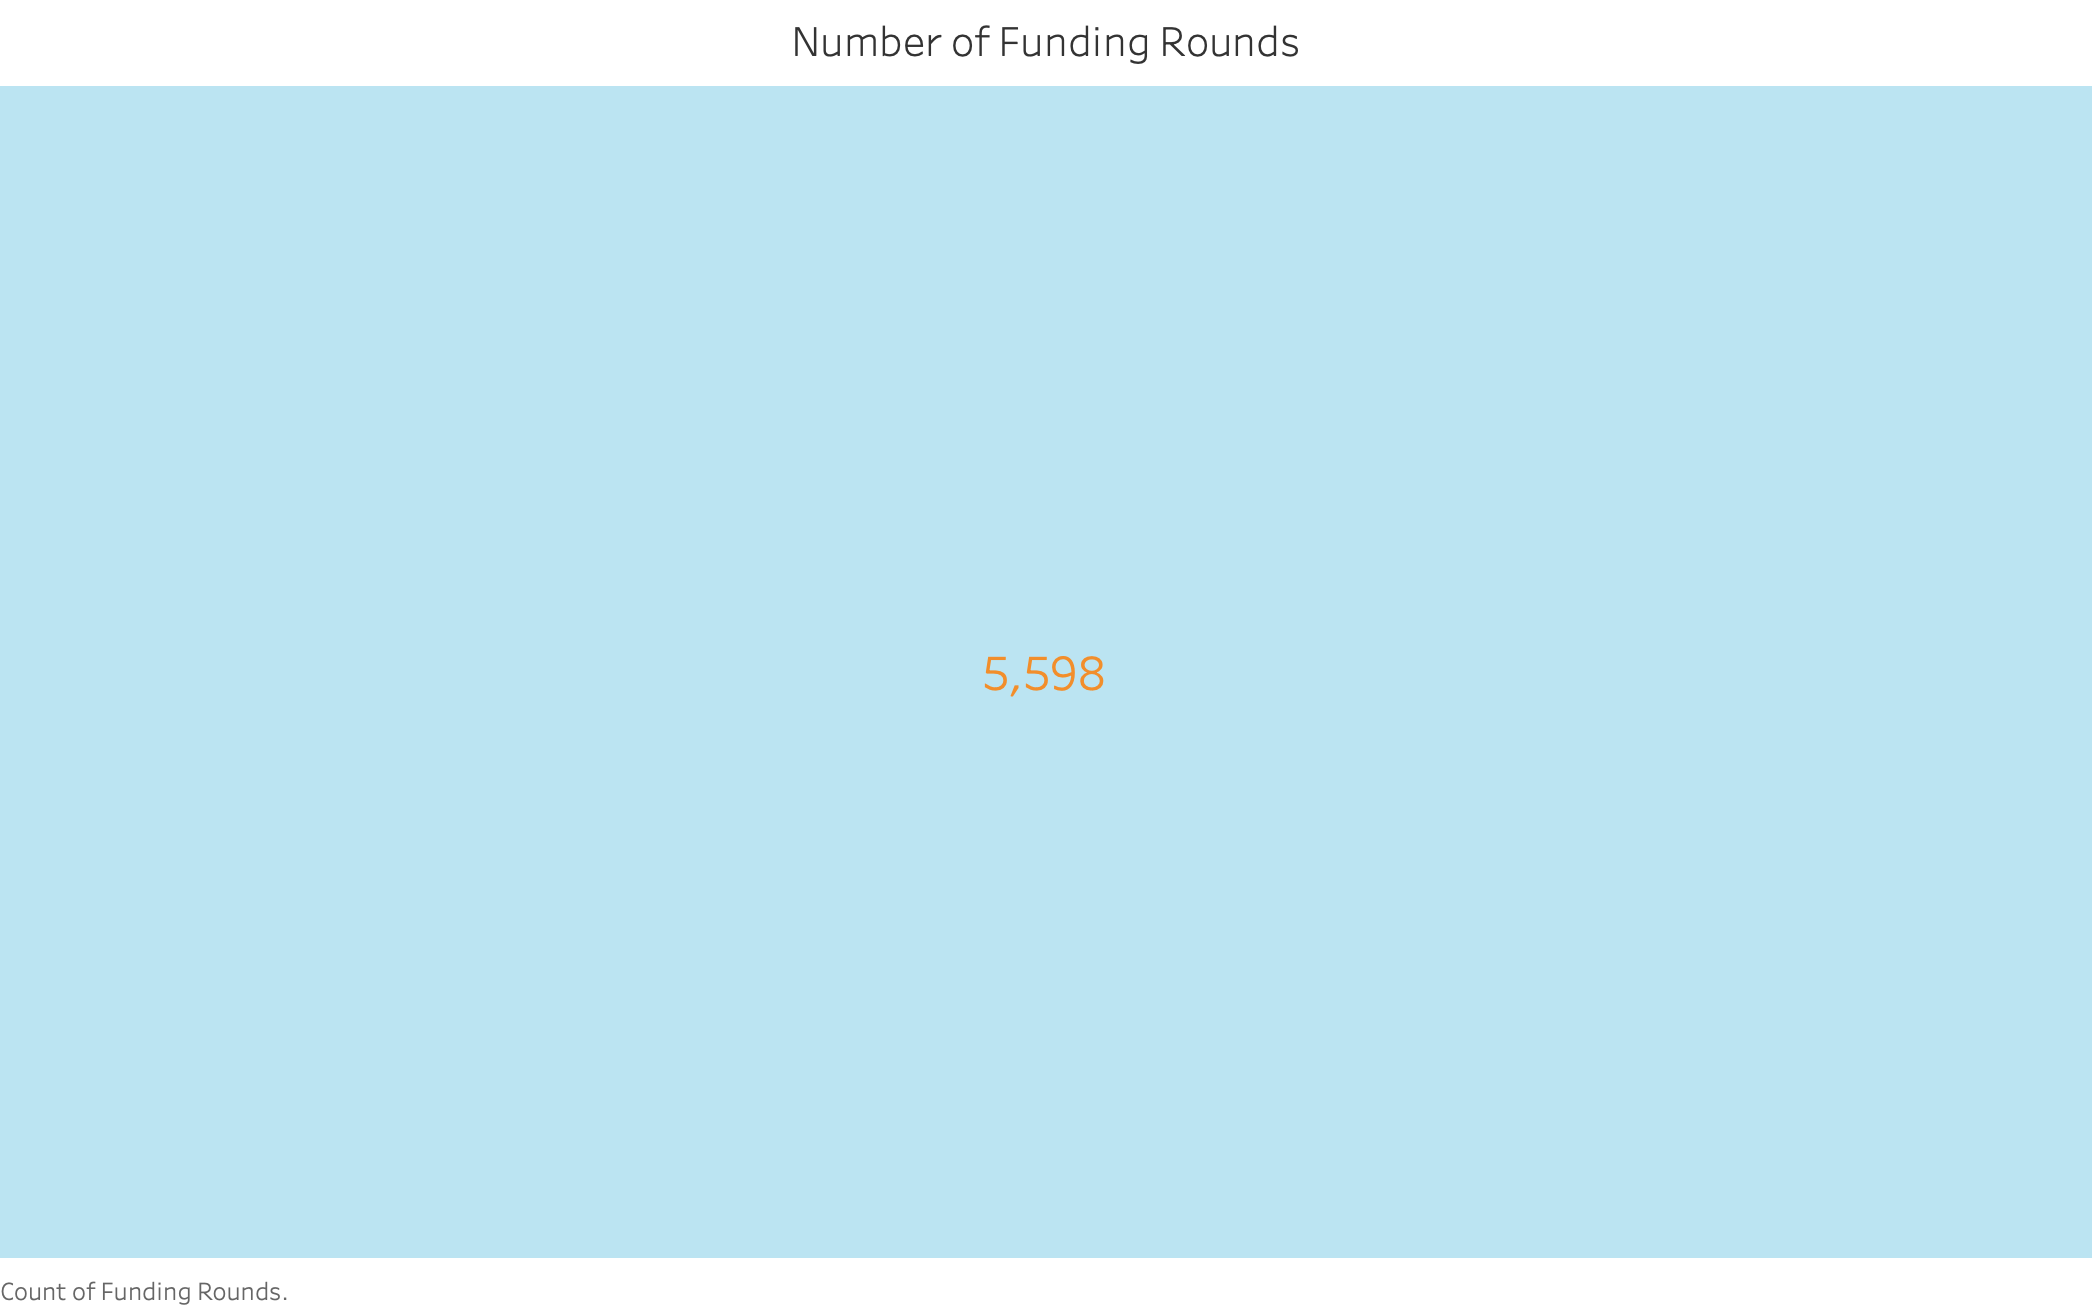 Number of Funding Rounds
5,598
Count of Funding Rounds.